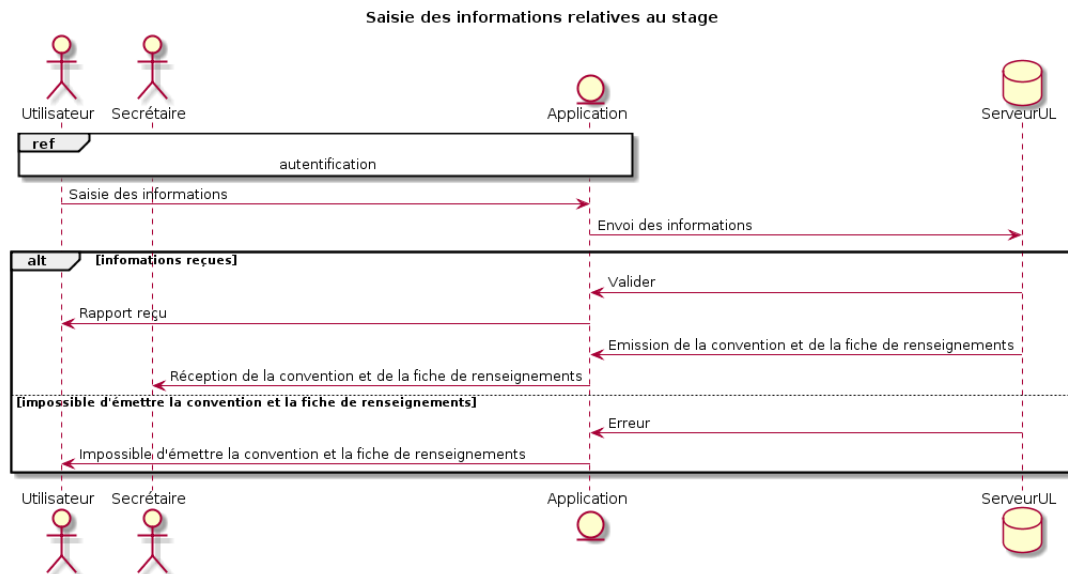 Saisie des informations relatives au stage
Utilisateur Secrétaire Application ServeurUL
ref
autentification
Saisie des informations
Envoi des informations
alt [infomations reçues]
Valider
Rapport reçu
Emission de la convention et de la fiche de renseignements
Réception de la convention et de la fiche de renseignements
[impossible d'émettre la convention et la fiche de renseignements]
Erreur
Impossible d'émettre la convention et la fiche de renseignements
Utilisateur Secrétaire Application ServeurUL